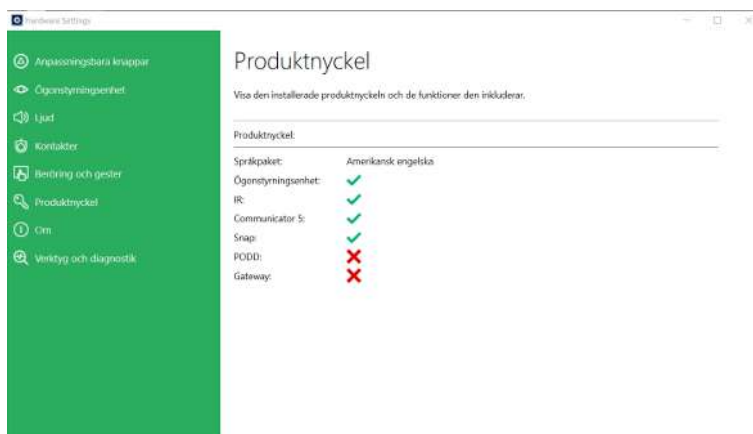 Hardware Settings
Anpassningsbara knappar
Ögonstyrningsenhet
Ljud
Kontakter
Beröring och gester
Produktnyckel
Om
Verktyg och diagnostik
Produktnyckel
Visa den installerade produktnyckeln och de funktioner den inkluderar.
Produktnyckel:
Språkpaket: Amerikansk engelska
Ögonstyrningsenhet:
IR:
Communicator 5:
Snap:
PODD:
Gateway: